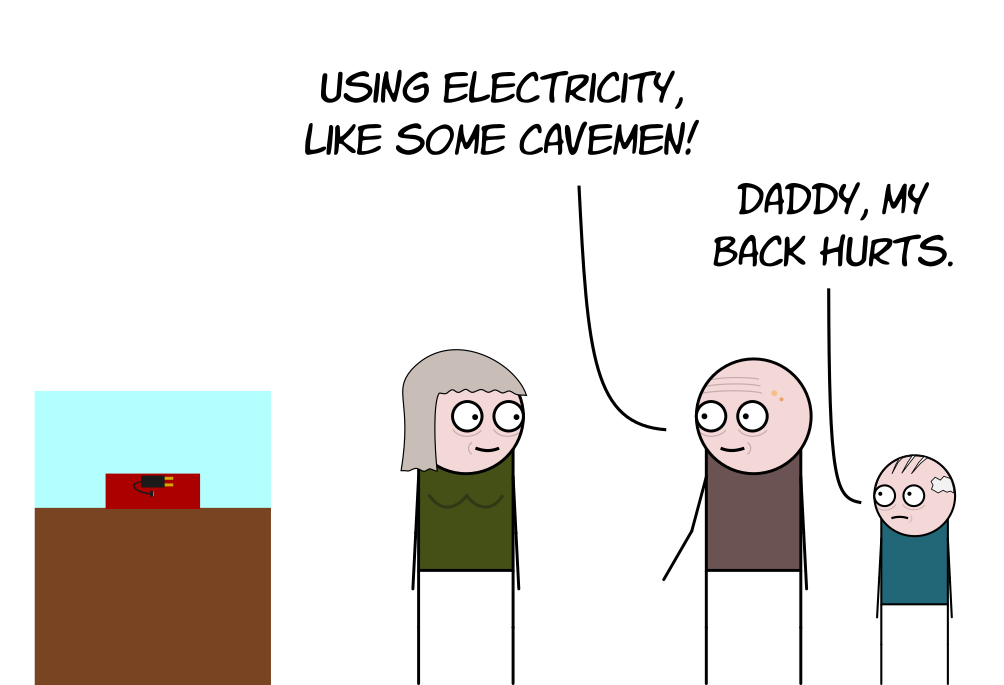 USING ELECTRICITY,
LIKE SOME CAVEMEN!
DADDY, MY
BACK HURTS.